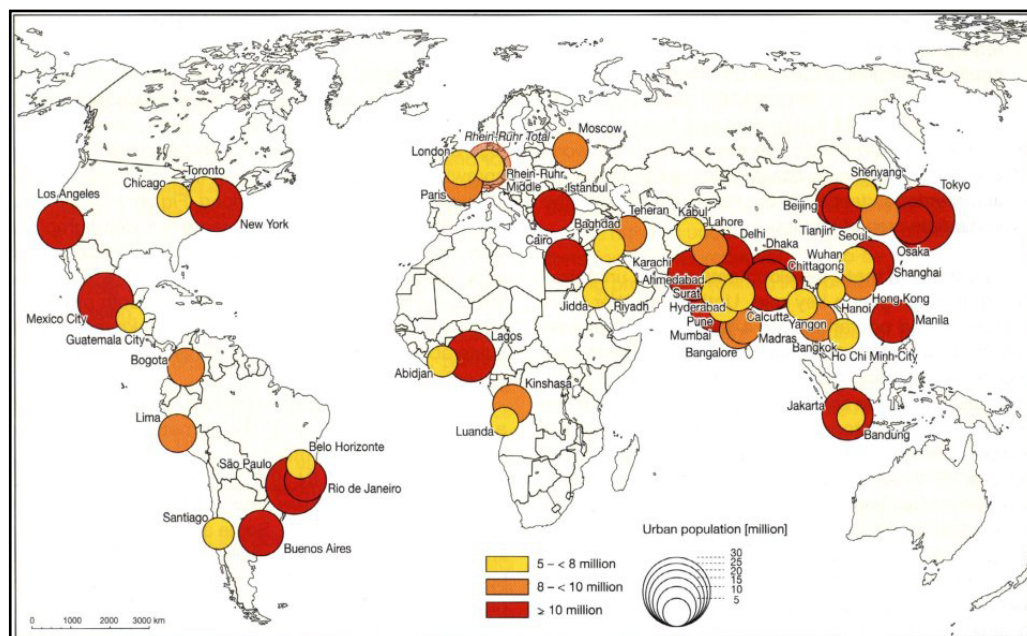 Moscow
Rhein-Rühr Total
London
Rhein-Ruhr
Middle
Paris
Istanbul
Toronto
Chicago
Los Angeles
New York
Shenyang
Tokyo
Beijing
Tianjin
Seoul
Osaka
Teheran
Kabul
Lahore
Baghdad
Delhi
Dhaka
Cairo
Wuhan
Shanghai
Karachi
Chittagong
Ahmedabad
Jidda
Riyadh
Surat
Hyderabad
Calcutta
Hanoi
Hong Kong
Pune
Yangon
Manila
Mumbai
Madras
Bangkok
Bangalore
Ho Chi Minh-City
Mexico City
Guatemala City
Bogota
Lagos
Abidjan
Kinshasa
Lima
Luanda
Jakarta
Bandung
Belo Horizonte
São Paulo
Rio de Janeiro
Santiago
Buenos Aires
Urban population [million]
30
25
20
15
10
5
5 – < 8 million
8 – < 10 million
≥ 10 million
0 1000 2000 3000 km